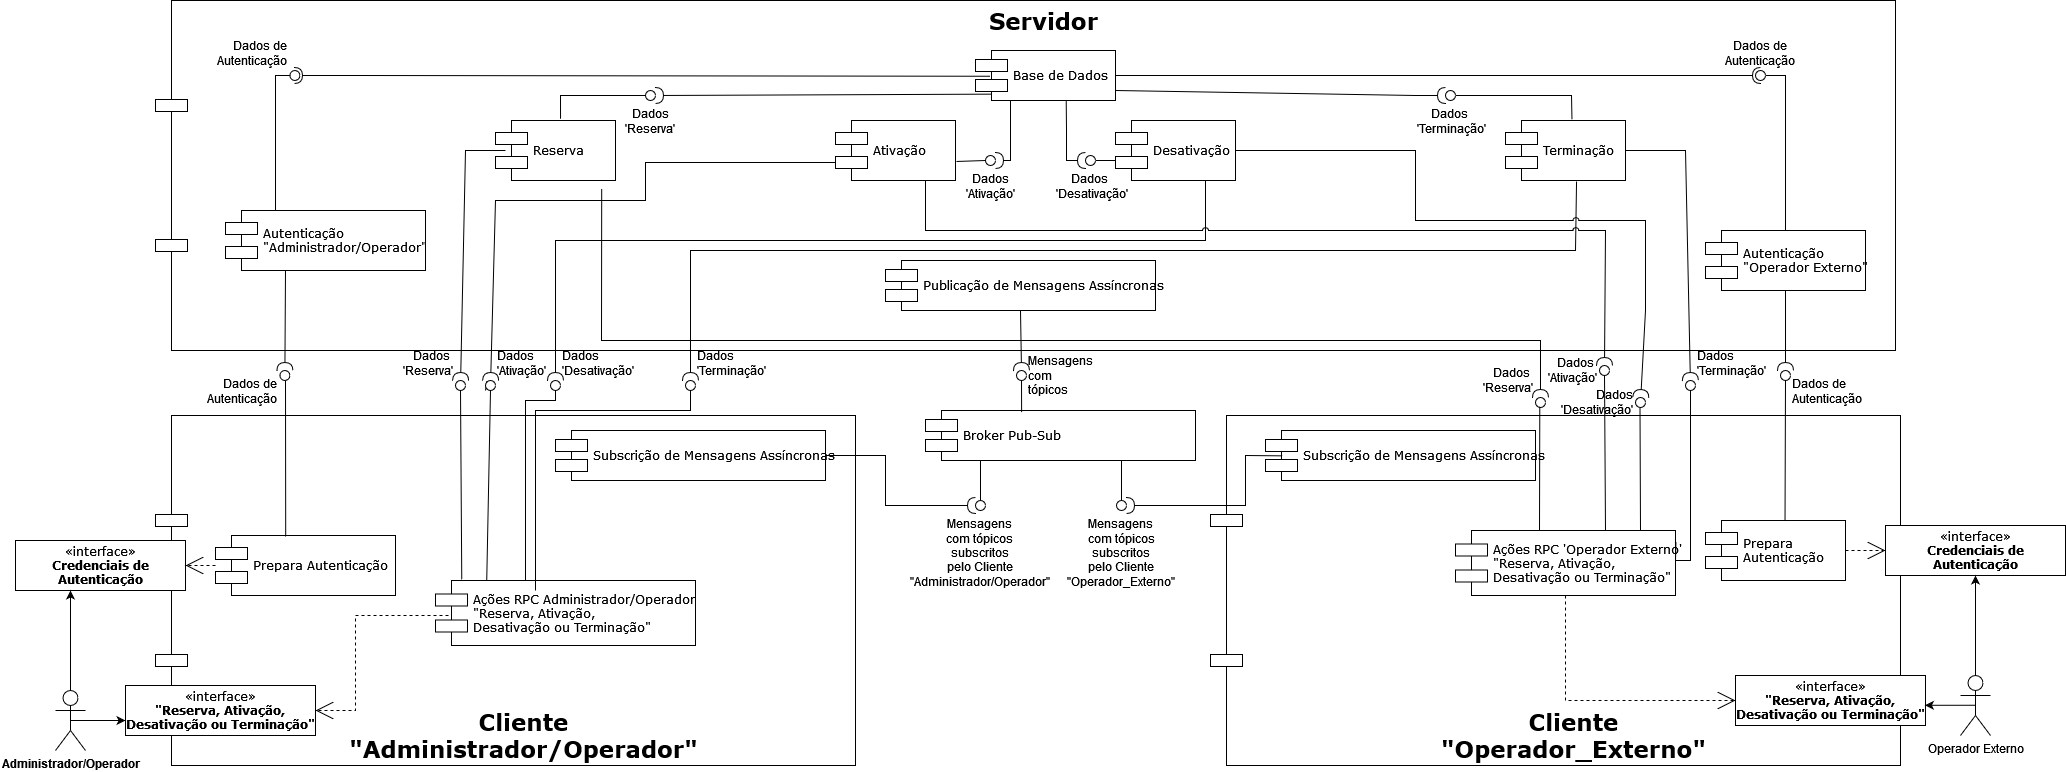 Servidor
Dados de
Autenticação
Base de Dados
Dados de
Autenticação
Dados
'Reserva'
Dados
'Terminação'
Reserva
Ativação
Desativação
Terminação
Dados
'Ativação'
Dados
'Desativação'
Autenticação
"Administrador/Operador"
Autenticação
"Operador Externo"
Publicação de Mensagens Assíncronas
Dados
'Reserva'
Dados
'Ativação'
Dados
'Desativação'
Dados
'Terminação'
Mensagens
com
tópicos
Dados
'Reserva'
Dados
'Ativação'
Dados
'Desativação'
Dados
'Terminação'
Dados de
Autenticação
Dados de
Autenticação
Subscrição de Mensagens Assíncronas
Broker Pub-Sub
Subscrição de Mensagens Assíncronas
Mensagens
com tópicos
subscritos
pelo Cliente
"Administrador/Operador"
Mensagens
com tópicos
subscritos
pelo Cliente
"Operador_Externo"
«interface»
Credenciais de
Autenticação
Prepara Autenticação
Ações RPC Administrador/Operador
"Reserva, Ativação,
Desativação ou Terminação"
Ações RPC 'Operador Externo'
"Reserva, Ativação,
Desativação ou Terminação"
Prepara
Autenticação
«interface»
Credenciais de
Autenticação
«interface»
"Reserva, Ativação,
Desativação ou Terminação"
Administrador/Operador
Cliente
"Administrador/Operador"
Cliente
"Operador_Externo"
«interface»
"Reserva, Ativação,
Desativação ou Terminação"
Operador Externo